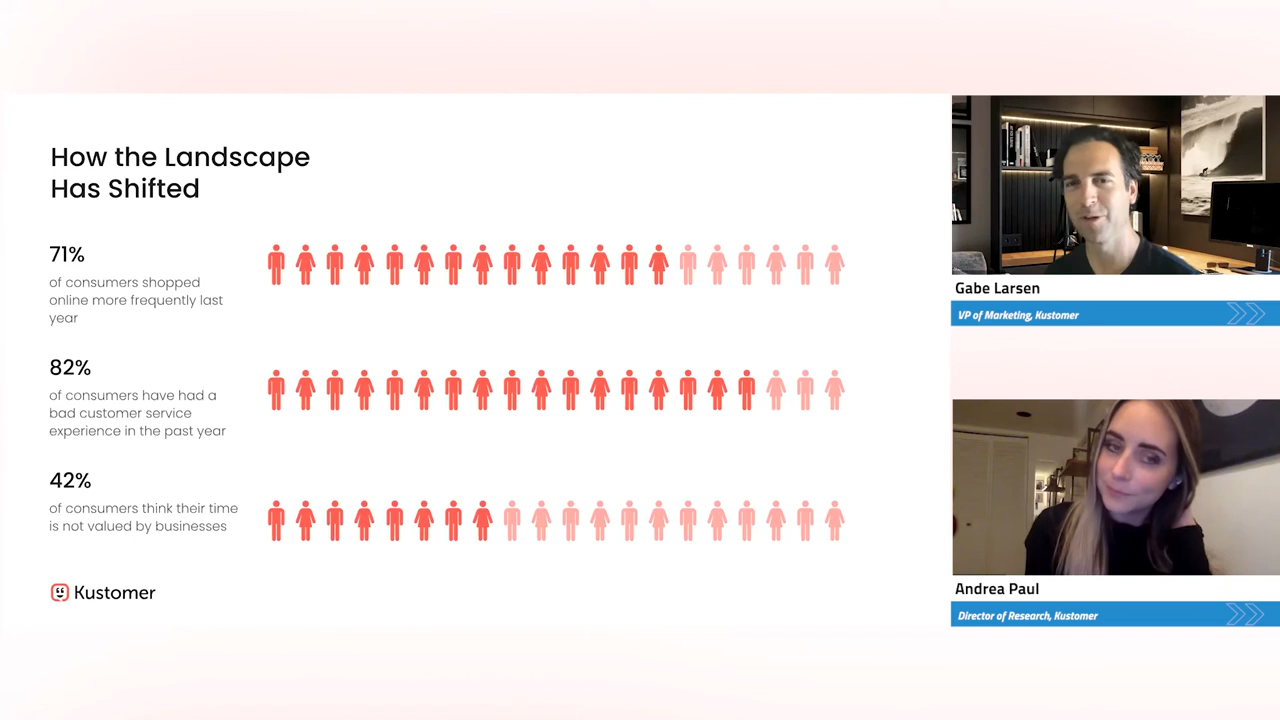 How the Landscape
Has Shifted
71%
of consumers shopped
online more frequently last
year
82%
of consumers have had a
bad customer service
experience in the past year
42%
of consumers think their time
is not valued by businesses
Kustomer
Gabe Larsen
VP of Marketing, Kustomer
Andrea Paul
Director of Research, Kustomer